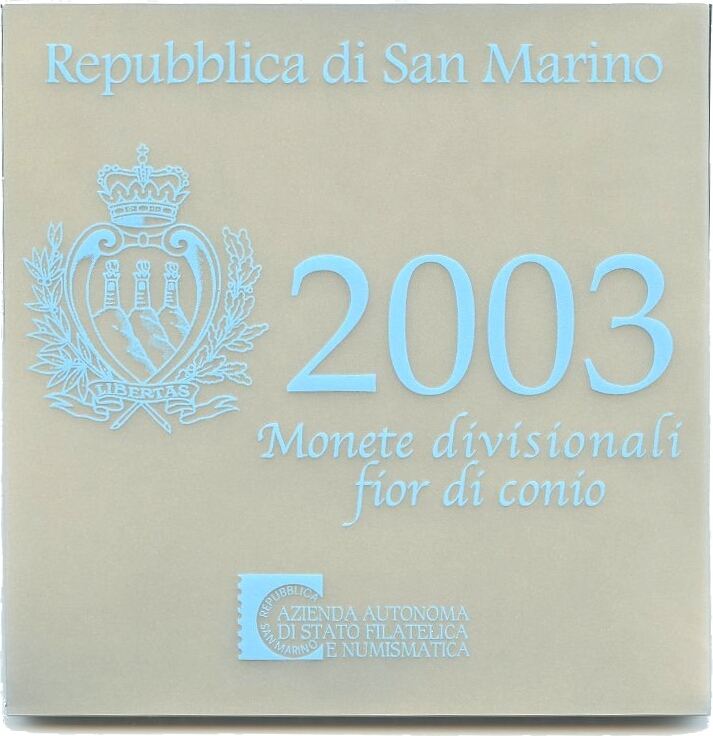 Repubblica di San Marino
LIBERTAS
2003
Monete divisionali
fior di conio
REPUBBLICA
SAN MARINO
AZIENDA AUTONOMA
DI STATO FILATELICA
E NUMISMATICA